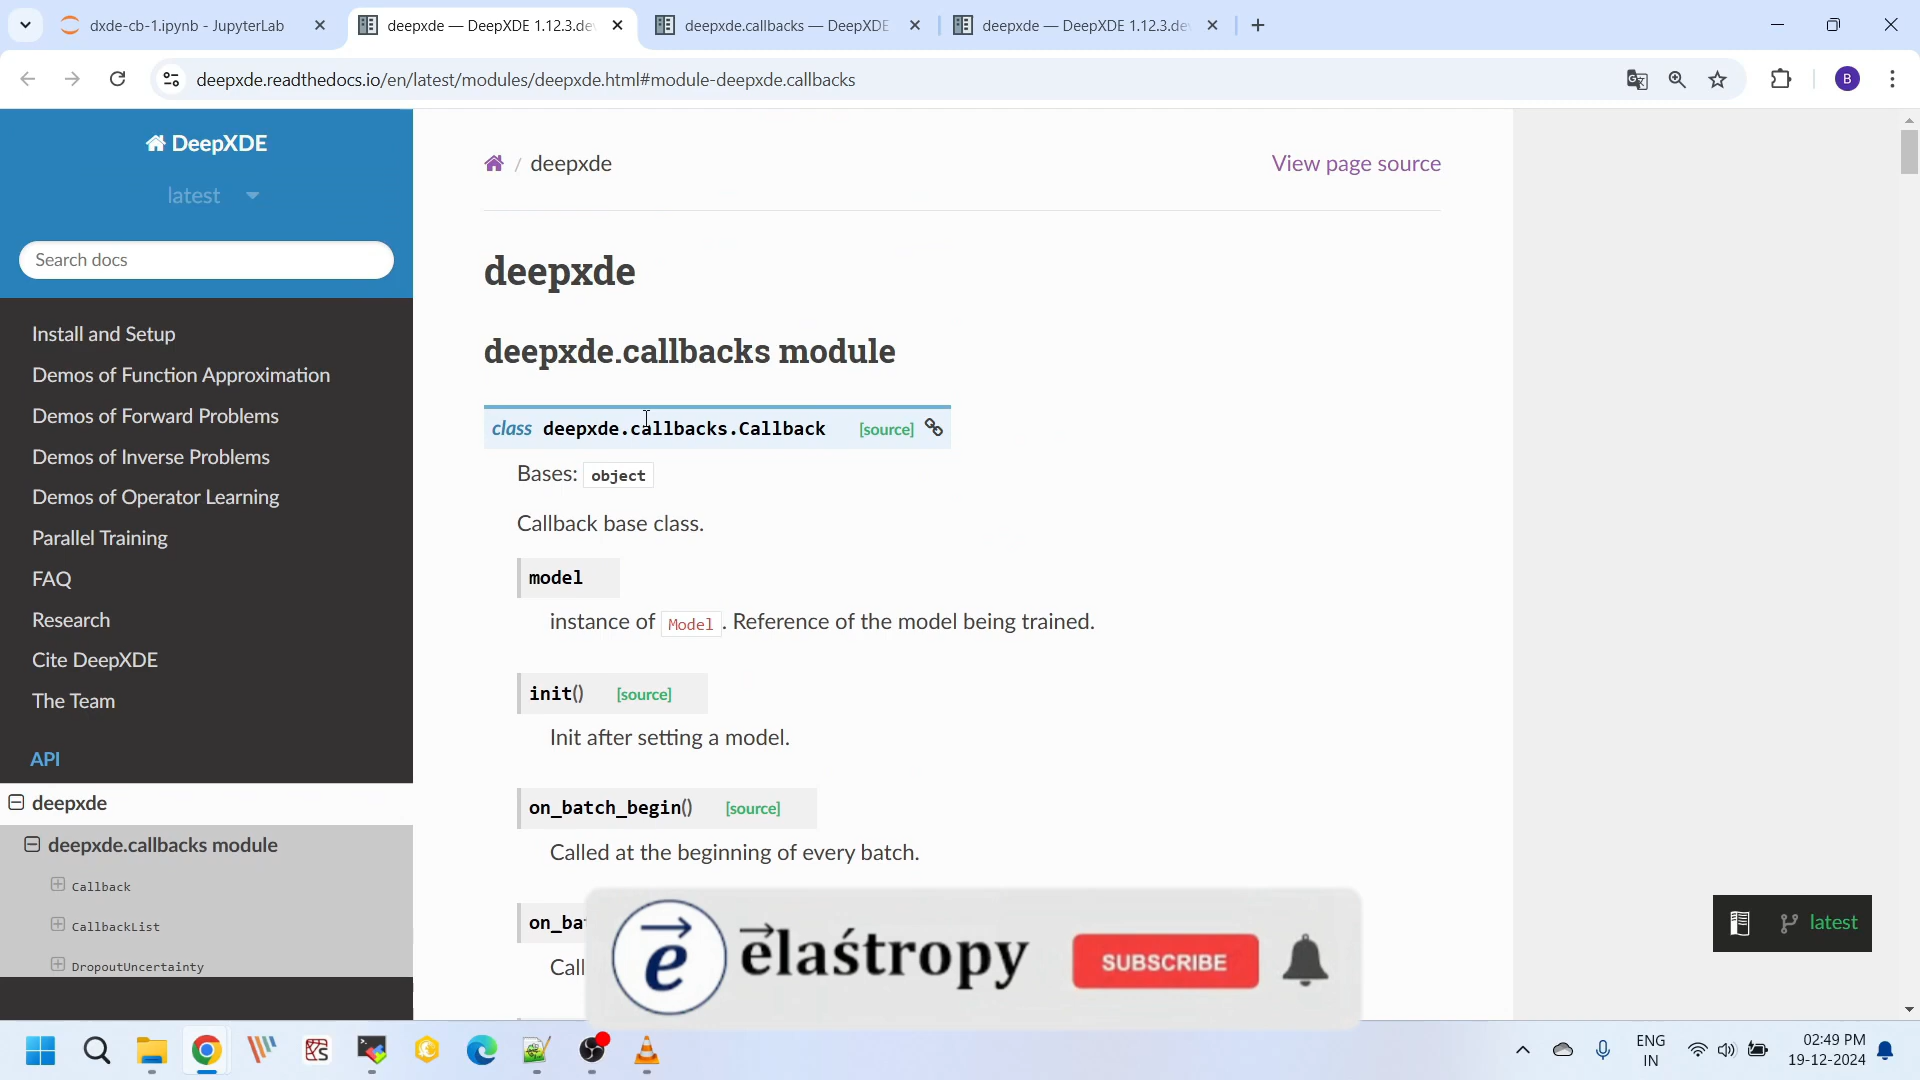 dxde-cb-1.ipynb - JupyterLab
deepxde — DeepXDE 1.12.3.de
deepxde.callbacks — DeepXDE
deepxde — DeepXDE 1.12.3.de
deepxde.readthedocs.io/en/latest/modules/deepxde.html#module-deepxde.callbacks
B
DeepXDE
latest
Search docs
Install and Setup
Demos of Function Approximation
Demos of Forward Problems
Demos of Inverse Problems
Demos of Operator Learning
Parallel Training
FAQ
Research
Cite DeepXDE
The Team
API
deepxde
deepxde.callbacks module
Callback
CallbackList
DropoutUncertainty
/ deepxde
View page source
deepxde
deepxde.callbacks module
class deepxde.callbacks.Callback [source]
Bases: object
Callback base class.
model
instance of Model. Reference of the model being trained.
init() [source]
Init after setting a model.
on_batch_begin() [source]
Called at the beginning of every batch.
on_ba
Call
e élaśtropy SUBSCRIBE
latest
ENG
IN
02:49 PM
19-12-2024